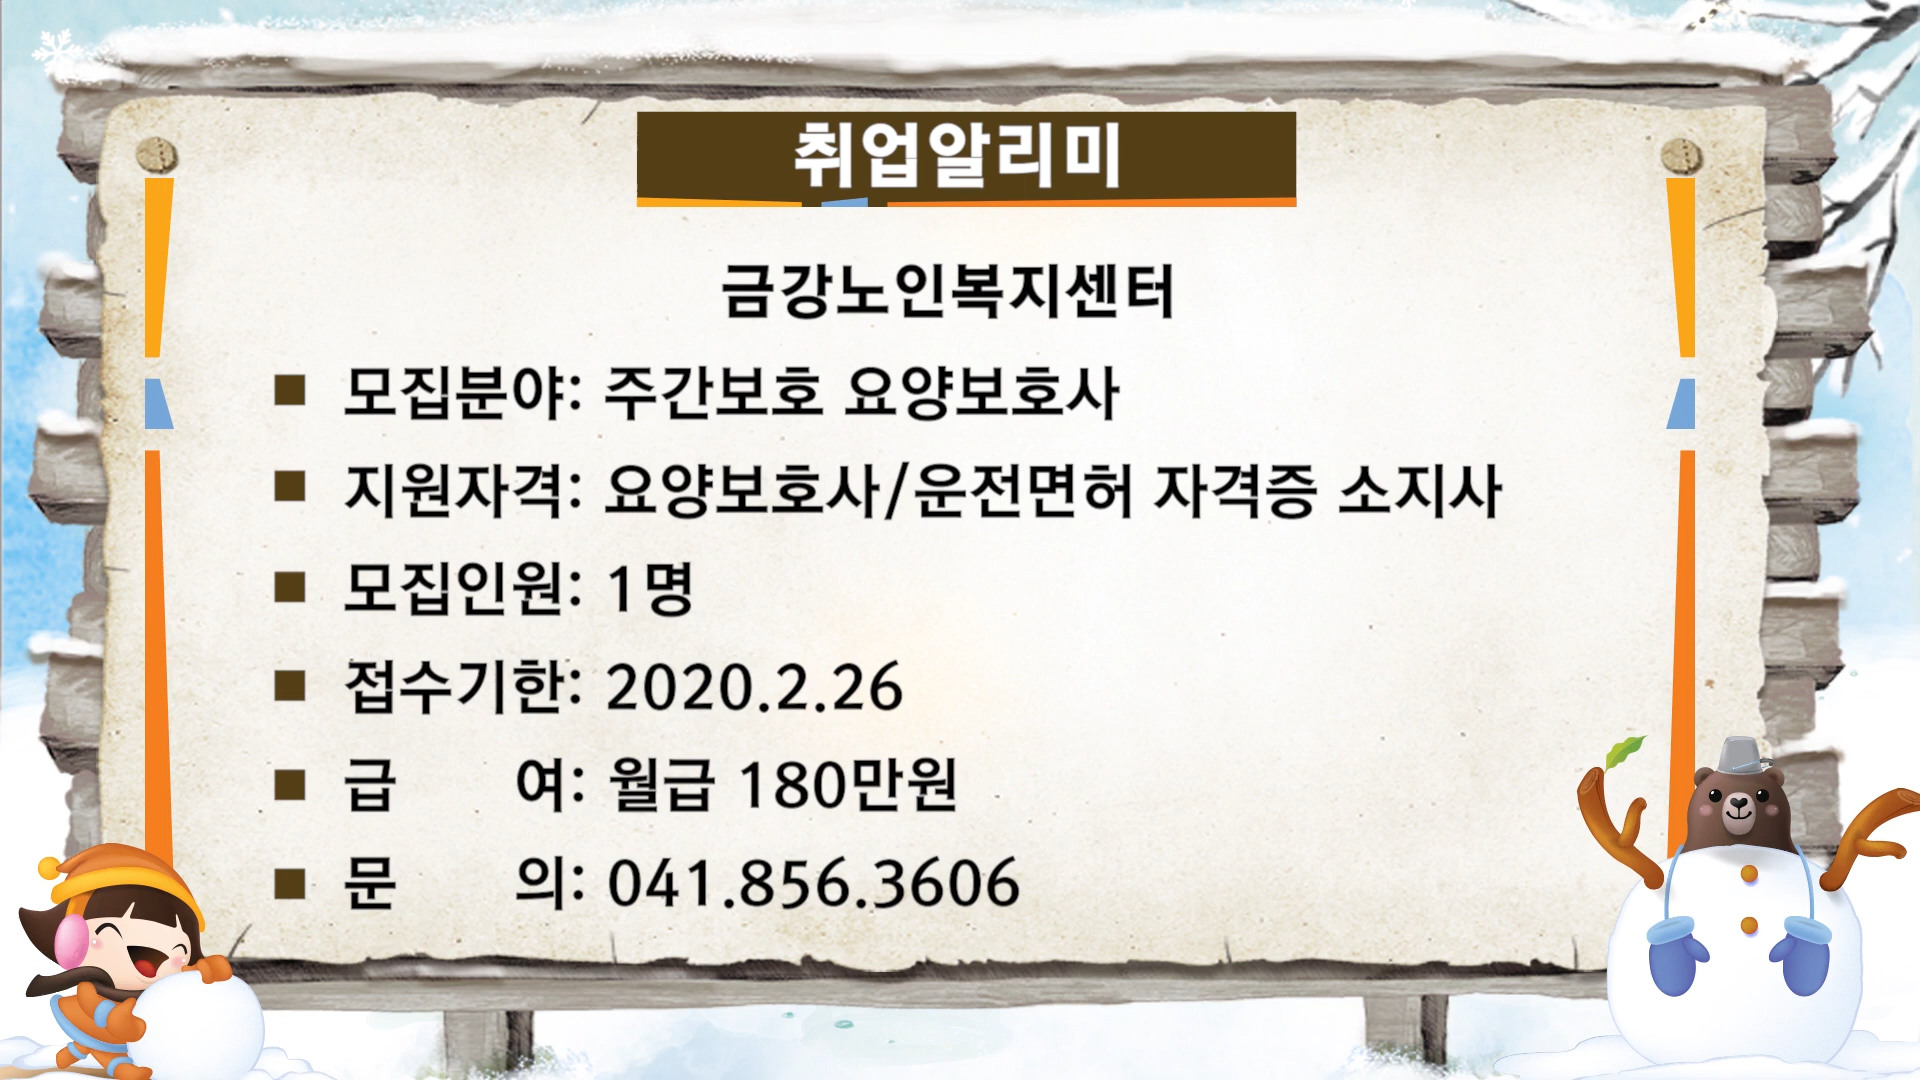 취업알리미
금강노인복지센터
■ 모집분야: 주간보호 요양보호사
■ 지원자격: 요양보호사/운전면허 자격증 소지사
■ 모집인원: 1명
■ 접수기한: 2020.2.26
■ 급 여: 월급 180만원
■ 문 의: 041.856.3606